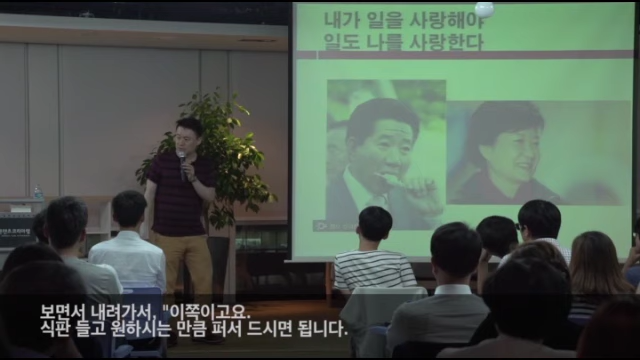 내가 일을 사랑해야
일도 나를 사랑한다
보면서 내려가서, "이쪽이고요.
식판 들고 원하시는 만큼 퍼서 드시면 됩니다.